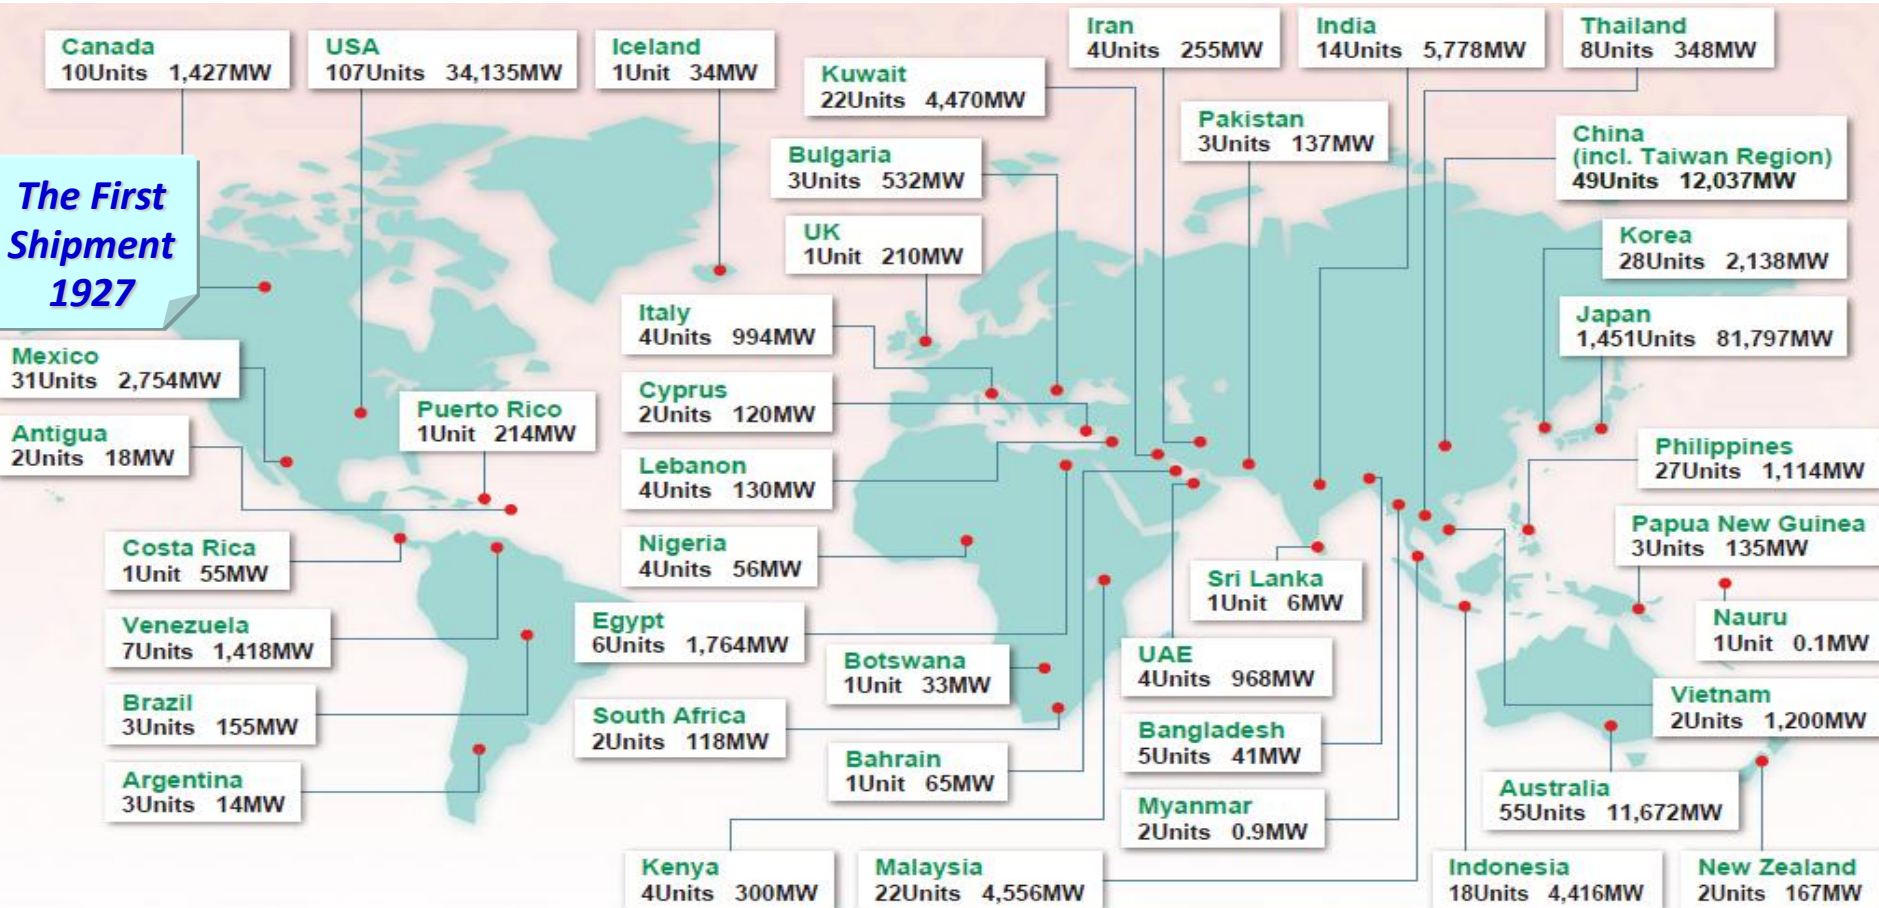 Canada
10Units 1,427MW
USA
107Units 34,135MW
Iceland
1Unit 34MW
Kuwait
22Units 4,470MW
Iran
4Units 255MW
India
14Units 5,778MW
Thailand
8Units 348MW
Pakistan
3Units 137MW
China
(incl. Taiwan Region)
49Units 12,037MW
Bulgaria
3Units 532MW
The First
Shipment
1927
UK
1Unit 210MW
Korea
28Units 2,138MW
Italy
4Units 994MW
Japan
1,451Units 81,797MW
Mexico
31Units 2,754MW
Cyprus
2Units 120MW
Puerto Rico
1Unit 214MW
Antigua
2Units 18MW
Lebanon
4Units 130MW
Philippines
27Units 1,114MW
Papua New Guinea
3Units 135MW
Costa Rica
1Unit 55MW
Nigeria
4Units 56MW
Sri Lanka
1Unit 6MW
Nauru
1Unit 0.1MW
Venezuela
7Units 1,418MW
Egypt
6Units 1,764MW
Botswana
1Unit 33MW
UAE
4Units 968MW
Vietnam
2Units 1,200MW
Brazil
3Units 155MW
South Africa
2Units 118MW
Bangladesh
5Units 41MW
Bahrain
1Unit 65MW
Argentina
3Units 14MW
Australia
55Units 11,672MW
Myanmar
2Units 0.9MW
Kenya
4Units 300MW
Malaysia
22Units 4,556MW
Indonesia
18Units 4,416MW
New Zealand
2Units 167MW